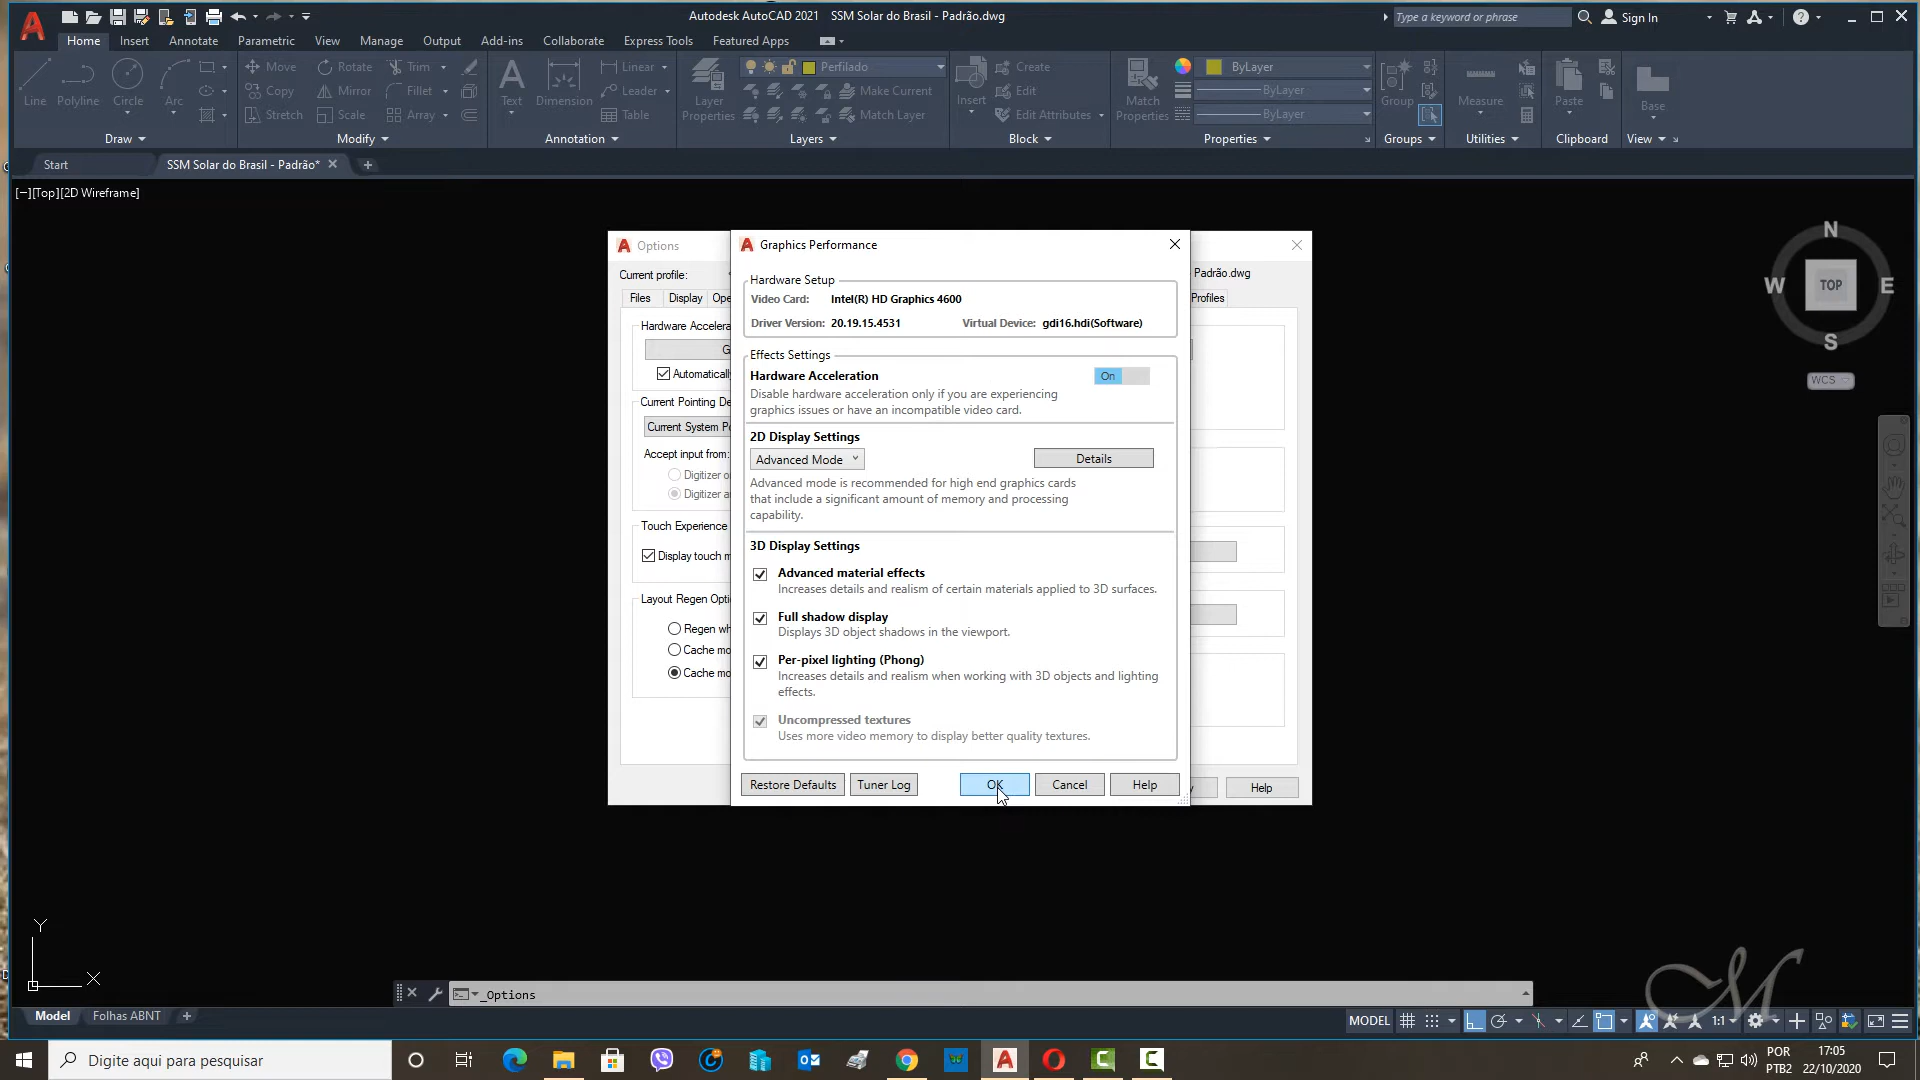 Autodesk AutoCAD 2021 SSM Solar do Brasil - Padrão.dwg
Type a keyword or phrase
Sign In
Home Insert Annotate Parametric View Manage Output Add-ins Collaborate Express Tools Featured Apps
Line Polyline Circle Arc
Move Rotate Trim
Copy Mirror Fillet
Stretch Scale Array
Text Dimension
Linear
Leader
Table
Layer Properties
Perfilado
Make Current
Match Layer
Insert
Create
Edit
Edit Attributes
Match Properties
ByLayer
ByLayer
ByLayer
Group
Measure
Paste
Base
Draw Modify Annotation Layers Block Properties Groups Utilities Clipboard View
Start SSM Solar do Brasil - Padrão*
[−][Top][2D Wireframe]
N
W TOP E
S
WCS
Options
Current profile:
Padrão.dwg
Files Display
Profiles
Hardware Accelera
Automatically
Current Pointing De
Current System Po
Accept input from:
Digitizer o
Digitizer a
Touch Experience
Display touch m
Layout Regen Opti
Regen wh
Cache mo
Cache mo
Help
Graphics Performance
Hardware Setup
Video Card: Intel(R) HD Graphics 4600
Driver Version: 20.19.15.4531 Virtual Device: gdi16.hdi(Software)
Effects Settings
Hardware Acceleration On
Disable hardware acceleration only if you are experiencing
graphics issues or have an incompatible video card.
2D Display Settings
Advanced Mode Details
Advanced mode is recommended for high end graphics cards
that include a significant amount of memory and processing
capability.
3D Display Settings
Advanced material effects
Increases details and realism of certain materials applied to 3D surfaces.
Full shadow display
Displays 3D object shadows in the viewport.
Per-pixel lighting (Phong)
Increases details and realism when working with 3D objects and lighting
effects.
Uncompressed textures
Uses more video memory to display better quality textures.
Restore Defaults Tuner Log OK Cancel Help
Y
X
_Options
M
Model Folhas ABNT
MODEL 1:1
Digite aqui para pesquisar
POR
PTB2
17:05
22/10/2020